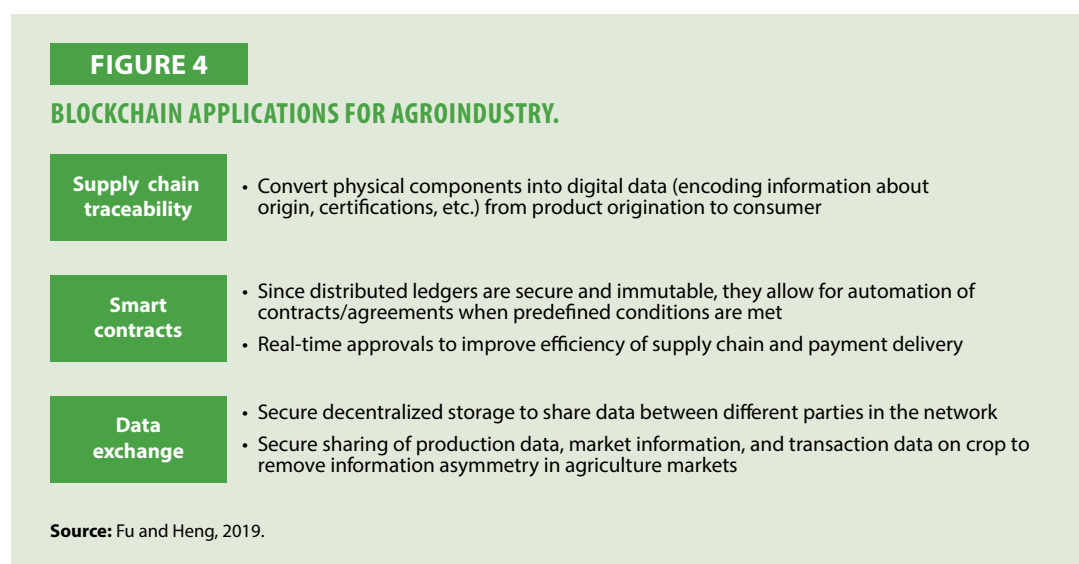 FIGURE 4
BLOCKCHAIN APPLICATIONS FOR AGROINDUSTRY.
Supply chain
traceability
• Convert physical components into digital data (encoding information about
origin, certifications, etc.) from product origination to consumer
Smart
contracts
• Since distributed ledgers are secure and immutable, they allow for automation of
contracts/agreements when predefined conditions are met
• Real-time approvals to improve efficiency of supply chain and payment delivery
Data
exchange
• Secure decentralized storage to share data between different parties in the network
• Secure sharing of production data, market information, and transaction data on crop to
remove information asymmetry in agriculture markets
Source: Fu and Heng, 2019.